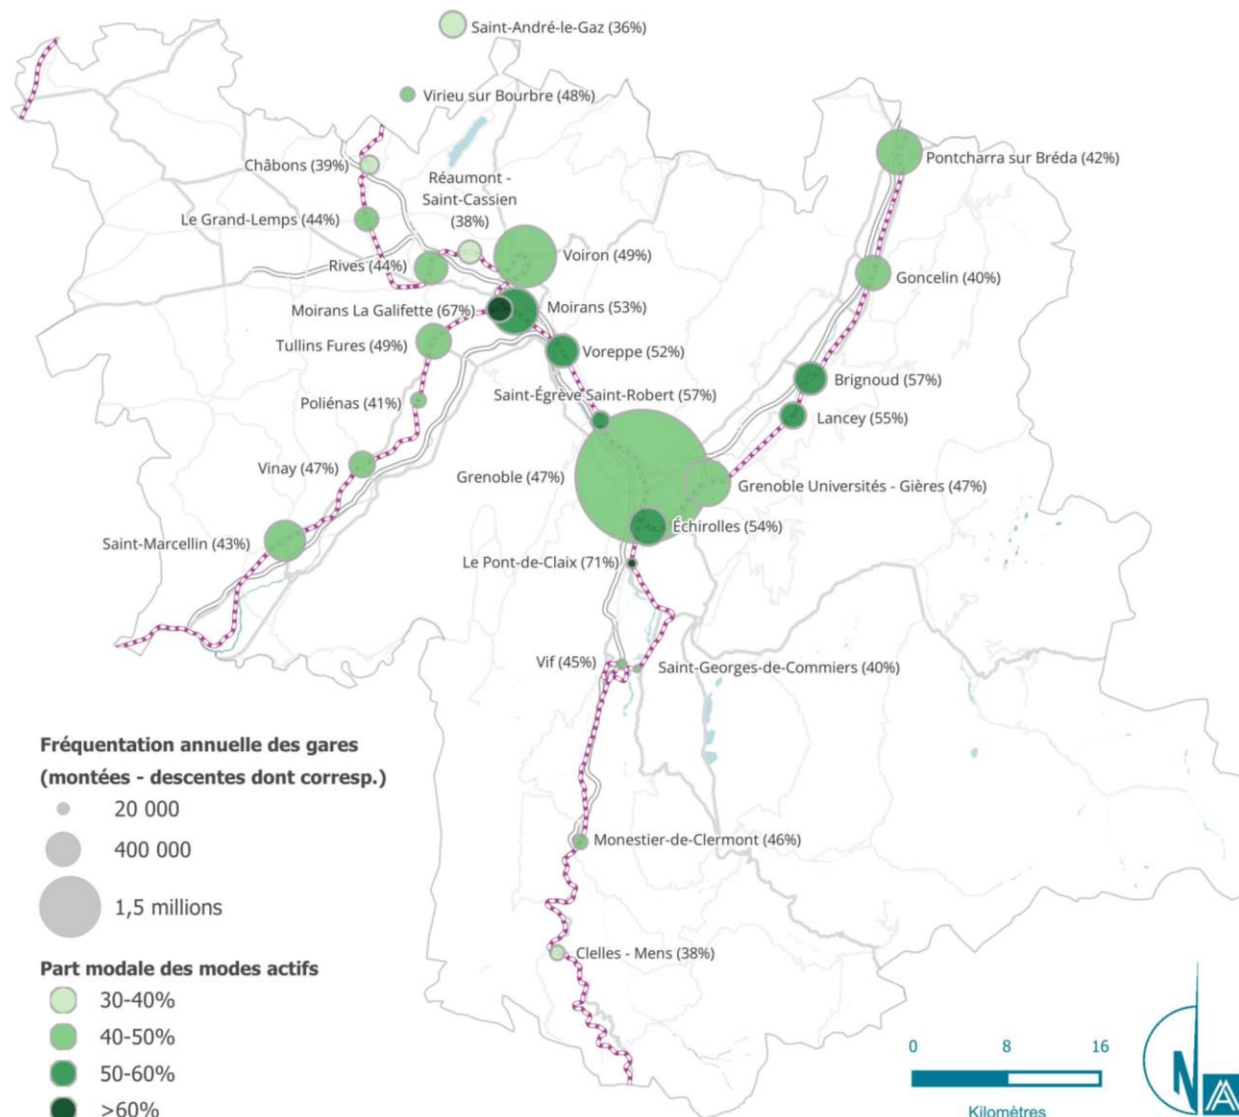 Saint-André-le-Gaz (36%)
Virieu sur Bourbre (48%)
Châbons (39%)
Réaumont -
Saint-Cassien
(38%)
Pontcharra sur Bréda (42%)
Le Grand-Lemps (44%)
Rives (44%)
Voiron (49%)
Goncelin (40%)
Moirans La Galifette (67%)
Moirans (53%)
Tullins Fures (49%)
Voreppe (52%)
Brignoud (57%)
Saint-Égrève Saint-Robert (57%)
Poliénas (41%)
Lancey (55%)
Vinay (47%)
Grenoble (47%)
Grenoble Universités - Gières (47%)
Échirolles (54%)
Saint-Marcellin (43%)
Le Pont-de-Claix (71%)
Vif (45%)
Saint-Georges-de-Commiers (40%)
Monestier-de-Clermont (46%)
Clelles - Mens (38%)
Fréquentation annuelle des gares
(montées - descentes dont corresp.)
20 000
400 000
1,5 millions
Part modale des modes actifs
30-40%
40-50%
50-60%
>60%
0 8 16
Kilomètres
N